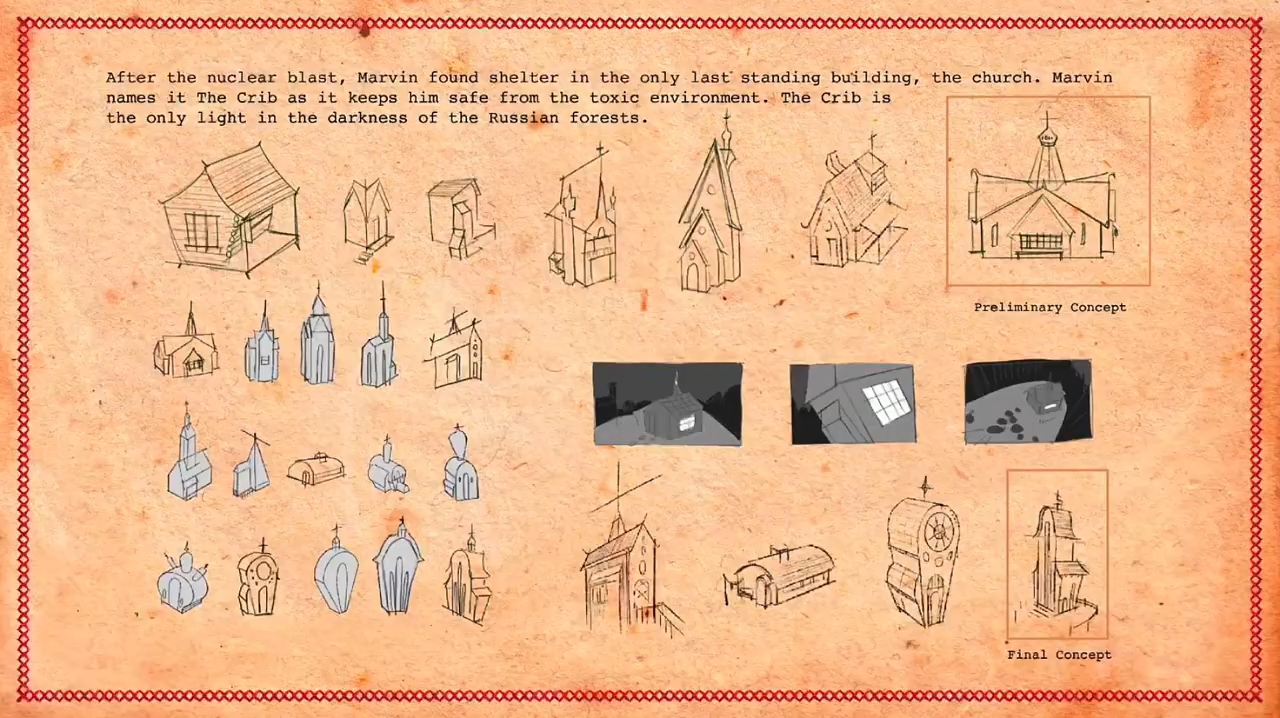 After the nuclear blast, Marvin found shelter in the only last standing building, the church. Marvin
names it The Crib as it keeps him safe from the toxic environment. The Crib is
the only light in the darkness of the Russian forests.
Preliminary Concept
Final Concept